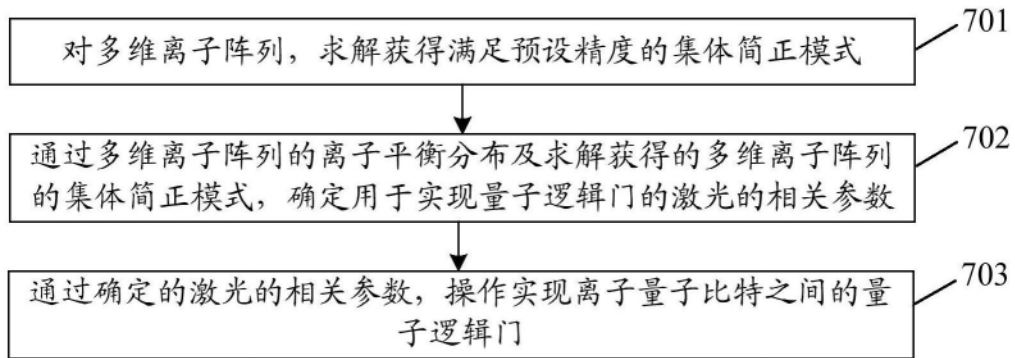 对多维离子阵列，求解获得满足预设精度的集体简正模式
701
通过多维离子阵列的离子平衡分布及求解获得的多维离子阵列
的集体简正模式，确定用于实现量子逻辑门的激光的相关参数
702
通过确定的激光的相关参数，操作实现离子量子比特之间的量
子逻辑门
703